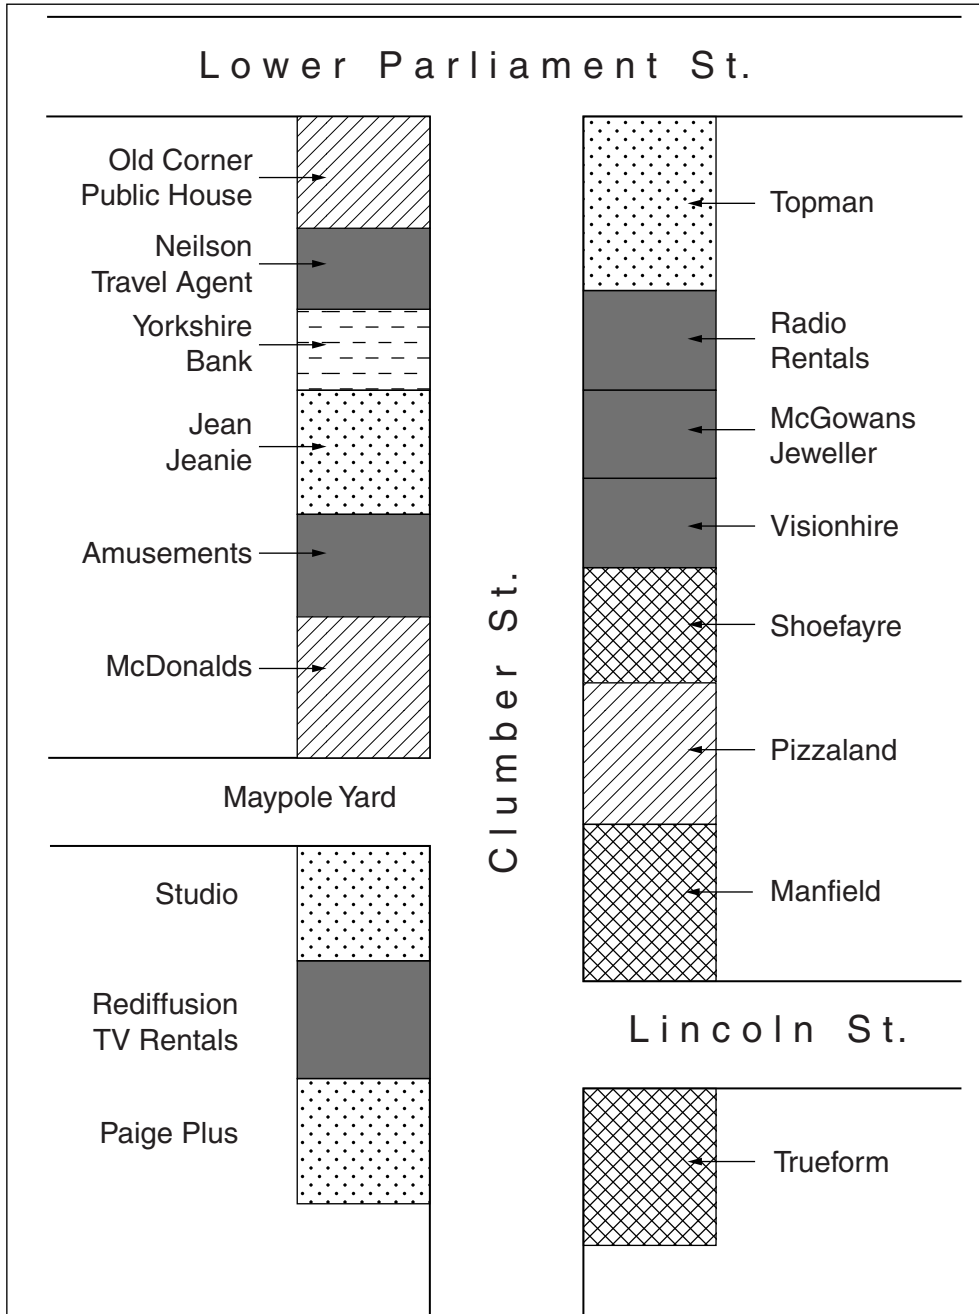 Lower Parliament St.
Old Corner
Public House
Neilson
Travel Agent
Yorkshire
Bank
Jean
Jeanie
Amusements
McDonalds
Maypole Yard
Studio
Rediffusion
TV Rentals
Paige Plus
Clumber St.
Topman
Radio
Rentals
McGowans
Jeweller
Visionhire
Shoefayre
Pizzaland
Manfield
Lincoln St.
Trueform